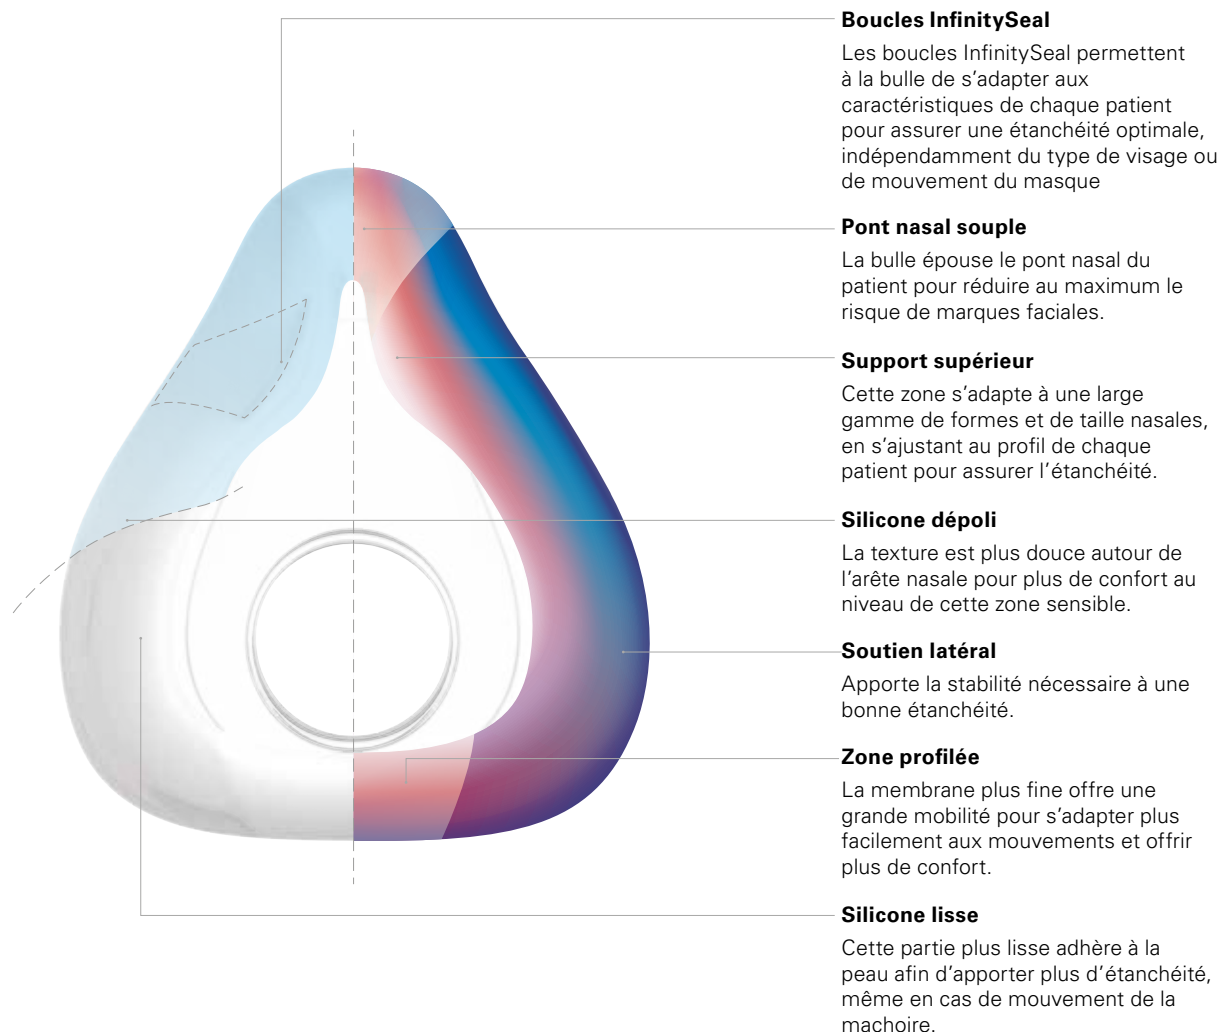 Boucles InfinitySeal
Les boucles InfinitySeal permettent
à la bulle de s’adapter aux
caractéristiques de chaque patient
pour assurer une étanchéité optimale,
indépendamment du type de visage ou
de mouvement du masque
Pont nasal souple
La bulle épouse le pont nasal du
patient pour réduire au maximum le
risque de marques faciales.
Support supérieur
Cette zone s’adapte à une large
gamme de formes et de taille nasales,
en s’ajustant au profil de chaque
patient pour assurer l’étanchéité.
Silicone dépoli
La texture est plus douce autour de
l’arête nasale pour plus de confort au
niveau de cette zone sensible.
Soutien latéral
Apporte la stabilité nécessaire à une
bonne étanchéité.
Zone profilée
La membrane plus fine offre une
grande mobilité pour s’adapter plus
facilement aux mouvements et offrir
plus de confort.
Silicone lisse
Cette partie plus lisse adhère à la
peau afin d’apporter plus d’étanchéité,
même en cas de mouvement de la
machoire.